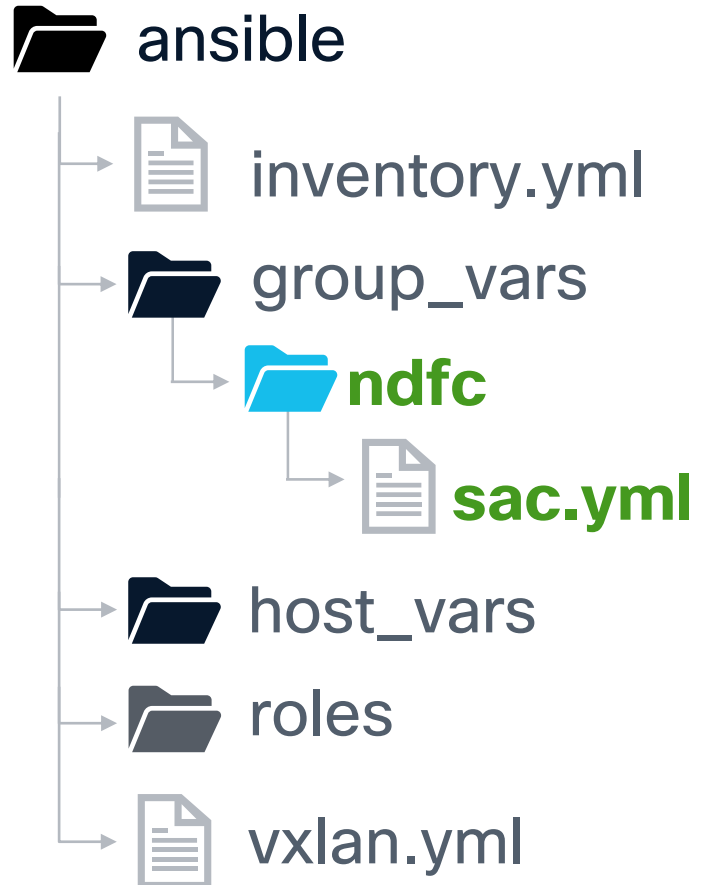 ansible
inventory.yml
group_vars
ndfc
sac.yml
host_vars
roles
vxlan.yml